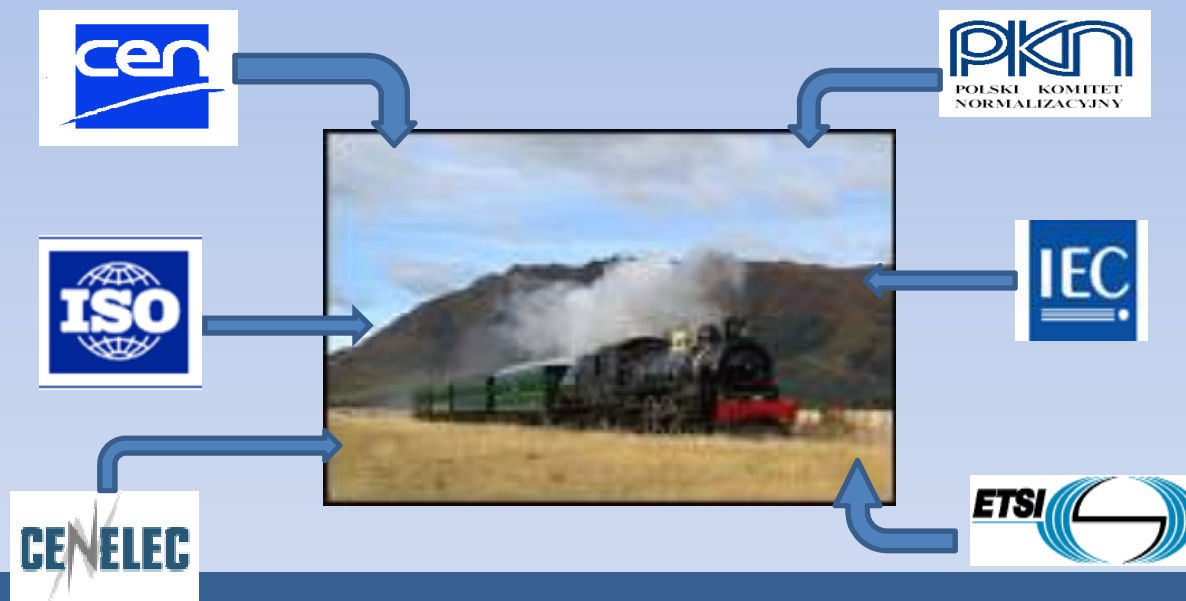 cen
PKN
POLSKI KOMITET
NORMALIZACYJNY
ISO
IEC
CENELEC
ETSI